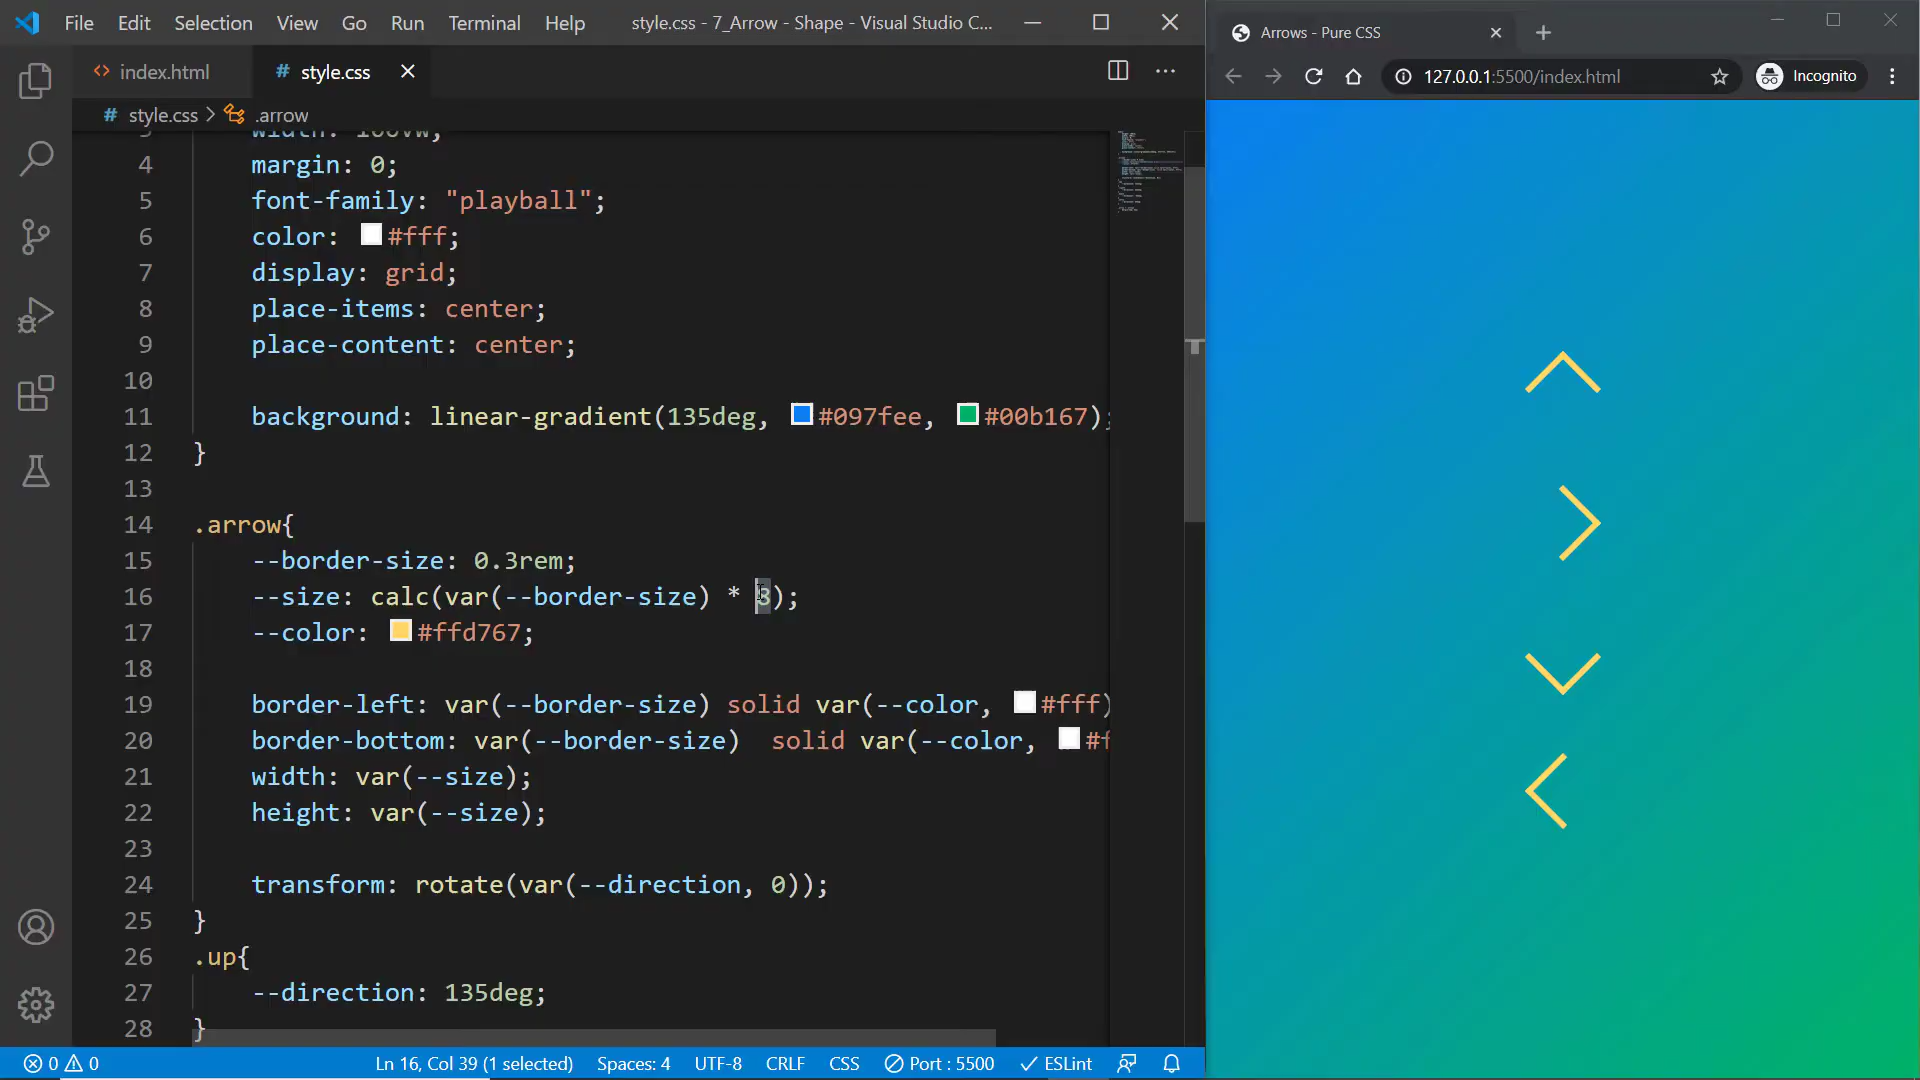 File Edit Selection View Go Run Terminal Help style.css - 7_Arrow - Shape - Visual Studio C...
index.html # style.css
# style.css > .arrow
4 margin: 0;
5 font-family: "playball";
6 color: #fff;
7 display: grid;
8 place-items: center;
9 place-content: center;
10
11 background: linear-gradient(135deg, #097fee, #00b167);
12 }
13
14 .arrow{
15 --border-size: 0.3rem;
16 --size: calc(var(--border-size) * 8);
17 --color: #ffd767;
18
19 border-left: var(--border-size) solid var(--color, #fff)
20 border-bottom: var(--border-size)  solid var(--color, #f
21 width: var(--size);
22 height: var(--size);
23
24 transform: rotate(var(--direction, 0));
25 }
26 .up{
27 --direction: 135deg;
28 }
0 0 Ln 16, Col 39 (1 selected) Spaces: 4 UTF-8 CRLF CSS Port : 5500 ESLint
Arrows - Pure CSS
127.0.0.1:5500/index.html Incognito